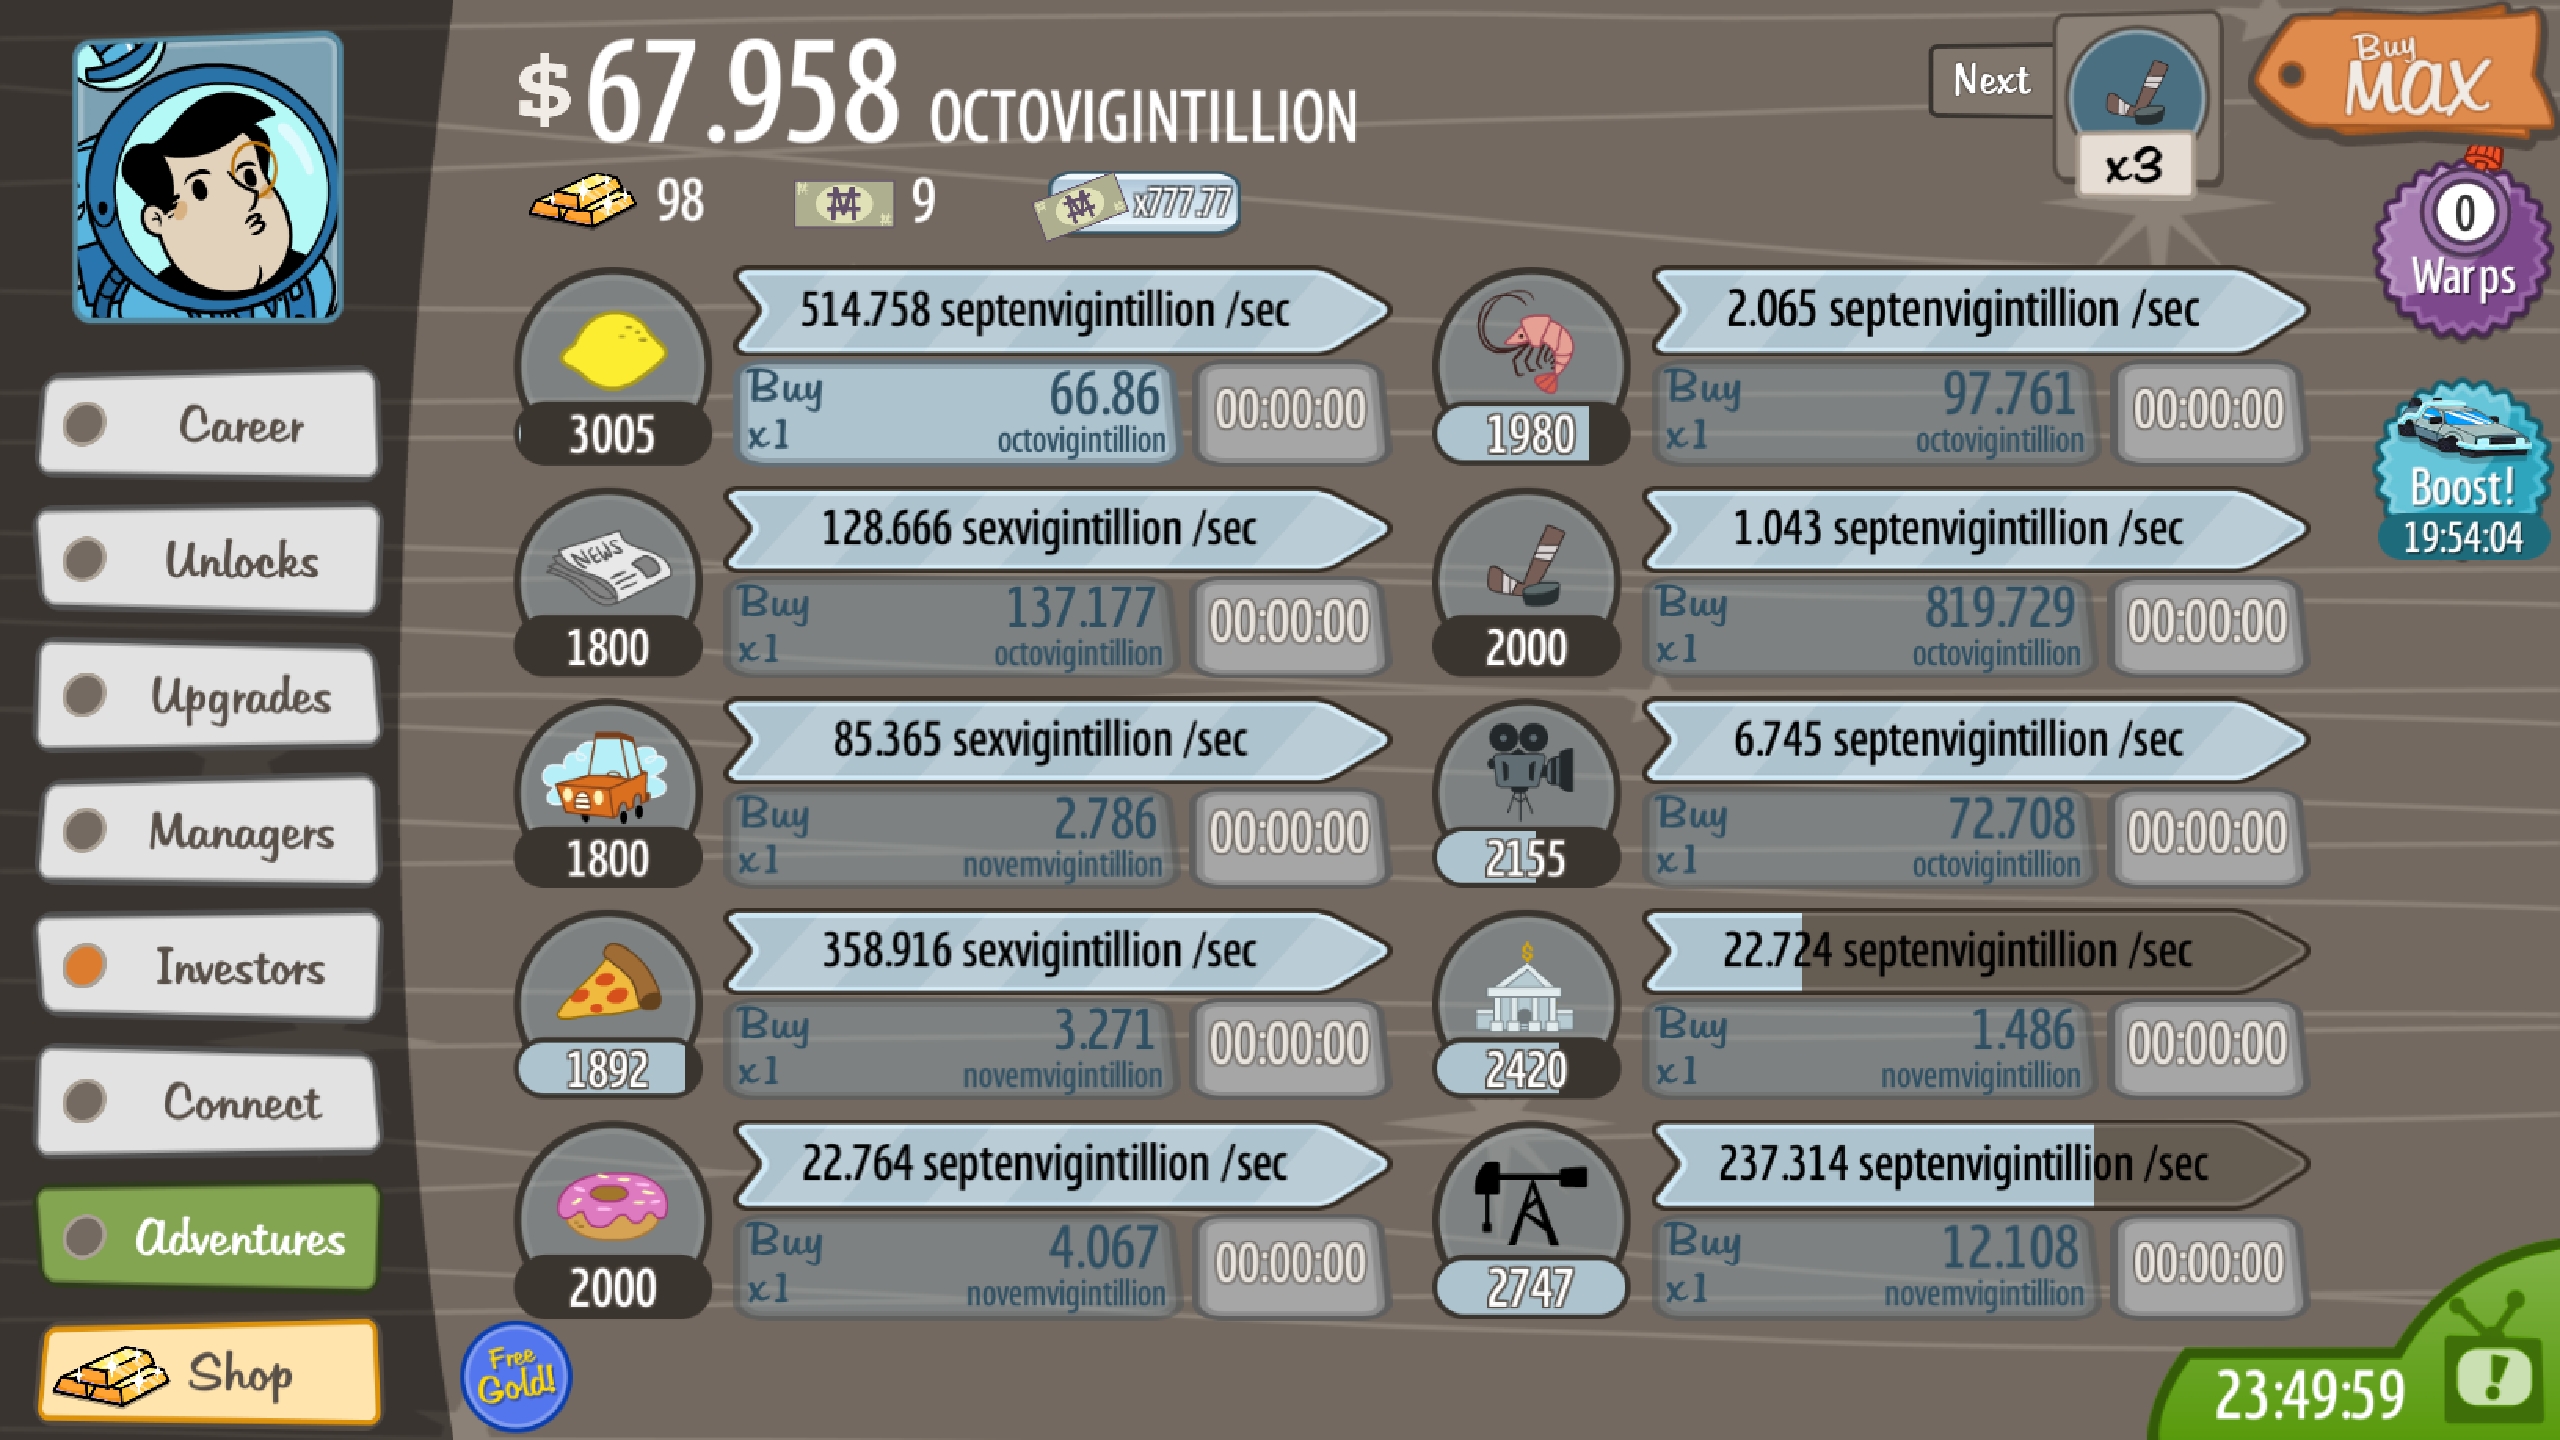 $67.958 OCTOVIGINTILLION
98
9
x777.77
Next
x3
Buy
MAX
0
Warps
Boost!
19:54:04
Career
Unlocks
Upgrades
Managers
Investors
Connect
Adventures
Shop
514.758 septenvigintillion /sec
3005
Buy
x1
66.86
octovigintillion
00:00:00
NEWS
128.666 sexvigintillion /sec
1800
Buy
x1
137.177
octovigintillion
00:00:00
85.365 sexvigintillion /sec
1800
Buy
x1
2.786
novemvigintillion
00:00:00
358.916 sexvigintillion /sec
1892
Buy
x1
3.271
novemvigintillion
00:00:00
22.764 septenvigintillion /sec
2000
Buy
x1
4.067
novemvigintillion
00:00:00
2.065 septenvigintillion /sec
1980
Buy
x1
97.761
octovigintillion
00:00:00
1.043 septenvigintillion /sec
2000
Buy
x1
819.729
octovigintillion
00:00:00
6.745 septenvigintillion /sec
2155
Buy
x1
72.708
octovigintillion
00:00:00
$
22.724 septenvigintillion /sec
2420
Buy
x1
1.486
novemvigintillion
00:00:00
237.314 septenvigintillion /sec
2747
Buy
x1
12.108
novemvigintillion
00:00:00
Free
Gold!
23:49:59
!